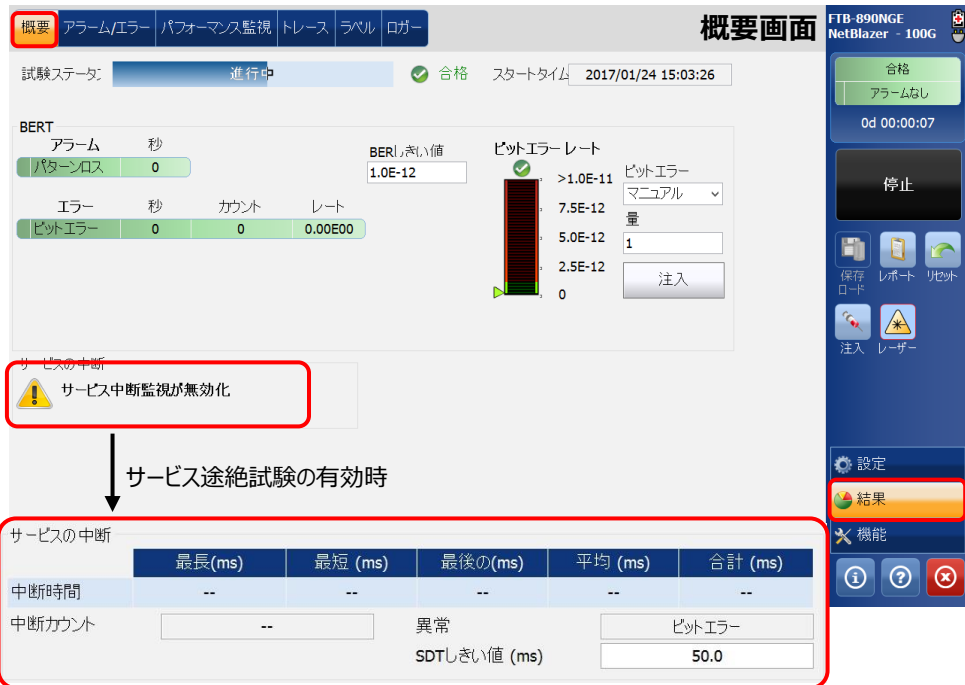 概要 アラーム/エラー パフォーマンス監視 トレース ラベル ロガー
概要画面
FTB-890NGE
NetBlazer - 100G
試験ステータ
進行中
合格
スタートタイム 2017/01/24 15:03:26
合格
アラームなし
0d 00:00:07
BERT
アラーム 秒
パターンロス 0
エラー 秒 カウント レート
ビットエラー 0 0 0.00E00
BERしきい値
1.0E-12
ビットエラーレート
>1.0E-11
7.5E-12
5.0E-12
2.5E-12
0
ビットエラー
マニュアル
量
1
注入
停止
保存
ロード
レポート
リセット
注入
レーザー
サービスの中断
サービス中断監視が無効化
サービス途絶試験の有効時
設定
結果
機能
サービスの中断
最長(ms) 最短 (ms) 最後の(ms) 平均 (ms) 合計 (ms)
中断時間 -- -- -- -- --
中断カウント -- 異常 ビットエラー
SDTしきい値 (ms) 50.0